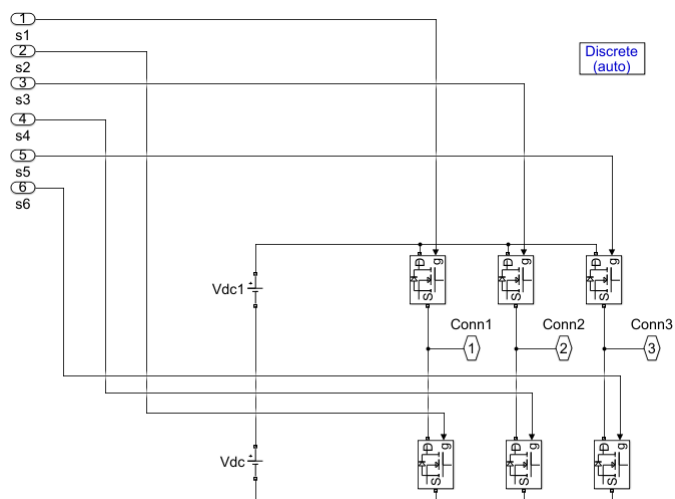 1
s1
2
s2
Discrete
(auto)
3
s3
4
s4
5
s5
6
s6
D g
S
D g
S
D g
S
Vdc1
+
Conn1
1
Conn2
2
Conn3
3
Vdc
+
D g
S
D g
S
D g
S